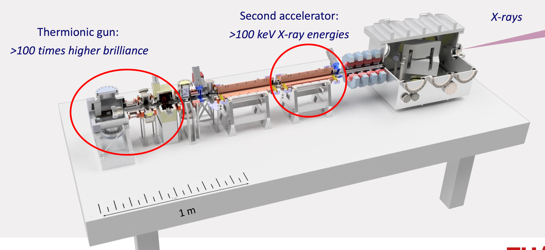 Thermionic gun:
>100 times higher brilliance
Second accelerator:
>100 keV X-ray energies
X-rays
1 m